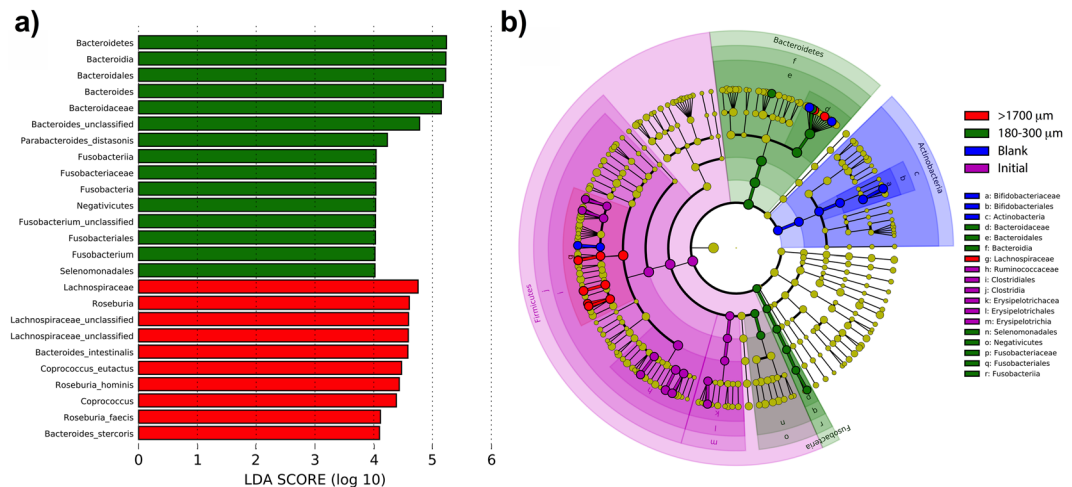 a)
Bacteroidetes
Bacteroidia
Bacteroidales
Bacteroides
Bacteroidaceae
Bacteroides_unclassified
Parabacteroides_distasonis
Fusobacteriia
Fusobacteriaceae
Fusobacteria
Negativicutes
Fusobacterium_unclassified
Fusobacteriales
Fusobacterium
Selenomonadales
Lachnospiraceae
Roseburia
Lachnospiraceae_unclassified
Lachnospiraceae_unclassified
Bacteroides_intestinalis
Coprococcus_eutactus
Roseburia_hominis
Coprococcus
Roseburia_faecis
Bacteroides_stercoris
0 1 2 3 4 5 6
LDA SCORE (log 10)
b)
Bacteroidetes
f
e
d
Actinobacteria
c
b
a
Firmicutes
j
i
g
h
k
l
m
n
o
p
q
r
Fusobacteria
>1700 µm
180-300 µm
Blank
Initial
a: Bifidobacteriaceae
b: Bifidobacteriales
c: Actinobacteria
d: Bacteroidaceae
e: Bacteroidales
f: Bacteroidia
g: Lachnospiraceae
h: Ruminococcaceae
i: Clostridiales
j: Clostridia
k: Erysipelotrichacea
l: Erysipelotrichales
m: Erysipelotrichia
n: Selenomonadales
o: Negativicutes
p: Fusobacteriaceae
q: Fusobacteriales
r: Fusobacteriia